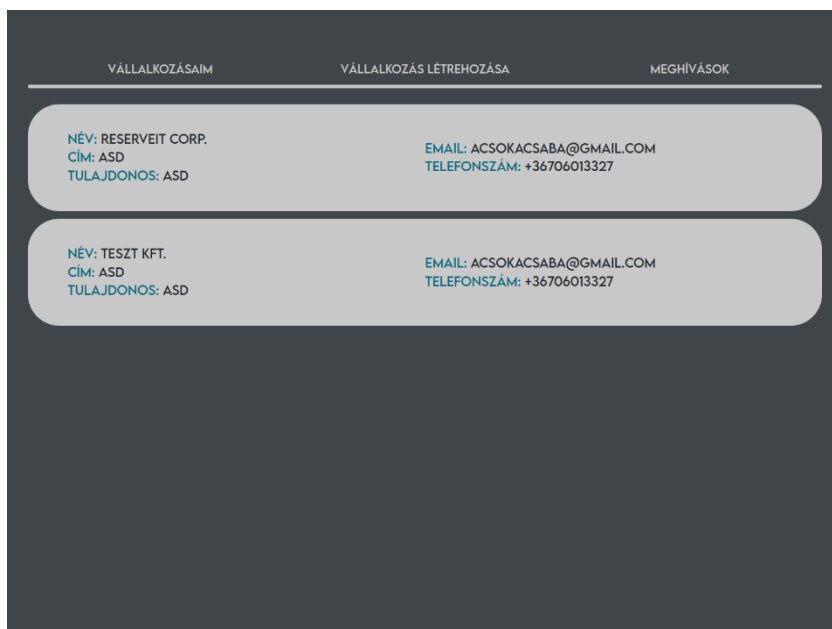 VÁLLALKOZÁSAIM VÁLLALKOZÁS LÉTREHOZÁSA MEGHÍVÁSOK
NÉV: RESERVEIT CORP.
CÍM: ASD
TULAJDONOS: ASD
EMAIL: ACSOKACSABA@GMAIL.COM
TELEFONSZÁM: +36706013327
NÉV: TESZT KFT.
CÍM: ASD
TULAJDONOS: ASD
EMAIL: ACSOKACSABA@GMAIL.COM
TELEFONSZÁM: +36706013327